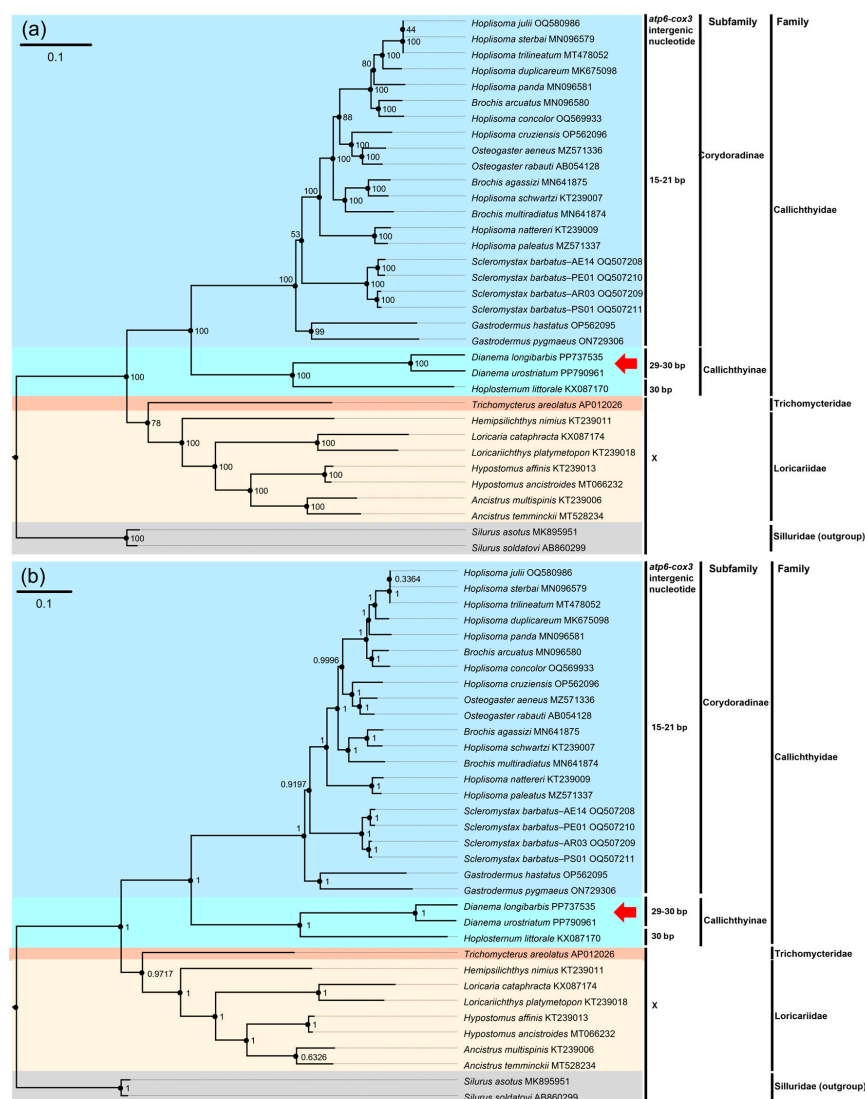 (a)
0.1
atp6-cox3
intergenic
nucleotide
Subfamily
Family
Hoplisoma julii OQ580986
44
Hoplisoma sterbai MN096579
100
Hoplisoma trilineatum MT478052
80
Hoplisoma duplicareum MK675098
100
Hoplisoma panda MN096581
Brochis arcuatus MN096580
100
Hoplisoma concolor OQ569933
88
Hoplisoma cruziensis OP562096
100
Osteogaster aeneus MZ571336
100
100
Osteogaster rabauti AB054128
Corydoradinae
Brochis agassizi MN641875
15-21 bp
100
100
Hoplisoma schwartzi KT239007
100
Brochis multiradiatus MN641874
Callichthyidae
Hoplisoma nattereri KT239009
53
100
Hoplisoma paleatus MZ571337
Scleromystax barbatus–AE14 OQ507208
100
Scleromystax barbatus–PE01 OQ507210
100
100
Scleromystax barbatus–AR03 OQ507209
100
Scleromystax barbatus–PS01 OQ507211
Gastrodermus hastatus OP562095
100
99
Gastrodermus pygmaeus ON729306
Dianema longibarbis PP737535
100
29-30 bp
Callichthyinae
Dianema urostriatum PP790961
100
Hoplosternum littorale KX087170
30 bp
100
Trichomycterus areolatus AP012026
Trichomycteridae
78
Hemipsilichthys nimius KT239011
100
Loricaria cataphracta KX087174
100
Loricariichthys platymetopon KT239018
100
X
Hypostomus affinis KT239013
Loricariidae
100
Hypostomus ancistroides MT066232
100
Ancistrus multispinis KT239006
100
Ancistrus temminckii MT528234
Silurus asotus MK895951
100
Silluridae (outgroup)
Silurus soldatovi AB860299
(b)
0.1
atp6-cox3
intergenic
nucleotide
Subfamily
Family
Hoplisoma julii OQ580986
0.3364
Hoplisoma sterbai MN096579
1
1
Hoplisoma trilineatum MT478052
1
Hoplisoma duplicareum MK675098
1
Hoplisoma panda MN096581
Brochis arcuatus MN096580
1
0.9996
Hoplisoma concolor OQ569933
Hoplisoma cruziensis OP562096
1
Osteogaster aeneus MZ571336
1
1
Osteogaster rabauti AB054128
Corydoradinae
Brochis agassizi MN641875
15-21 bp
1
1
Hoplisoma schwartzi KT239007
1
Brochis multiradiatus MN641874
Callichthyidae
Hoplisoma nattereri KT239009
0.9197
1
Hoplisoma paleatus MZ571337
Scleromystax barbatus–AE14 OQ507208
1
Scleromystax barbatus–PE01 OQ507210
1
1
Scleromystax barbatus–AR03 OQ507209
1
Scleromystax barbatus–PS01 OQ507211
Gastrodermus hastatus OP562095
1
1
Gastrodermus pygmaeus ON729306
Dianema longibarbis PP737535
1
29-30 bp
Callichthyinae
Dianema urostriatum PP790961
1
Hoplosternum littorale KX087170
30 bp
1
Trichomycterus areolatus AP012026
Trichomycteridae
0.9717
Hemipsilichthys nimius KT239011
1
Loricaria cataphracta KX087174
1
Loricariichthys platymetopon KT239018
1
X
Hypostomus affinis KT239013
Loricariidae
1
Hypostomus ancistroides MT066232
1
Ancistrus multispinis KT239006
0.6326
Ancistrus temminckii MT528234
Silurus asotus MK895951
1
Silluridae (outgroup)
Silurus soldatovi AB860299